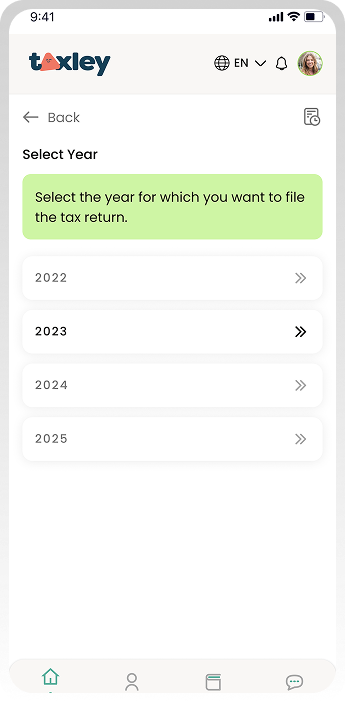 9:41
taxley
EN
Back
Select Year
Select the year for which you want to file
the tax return.
2022
2023
2024
2025